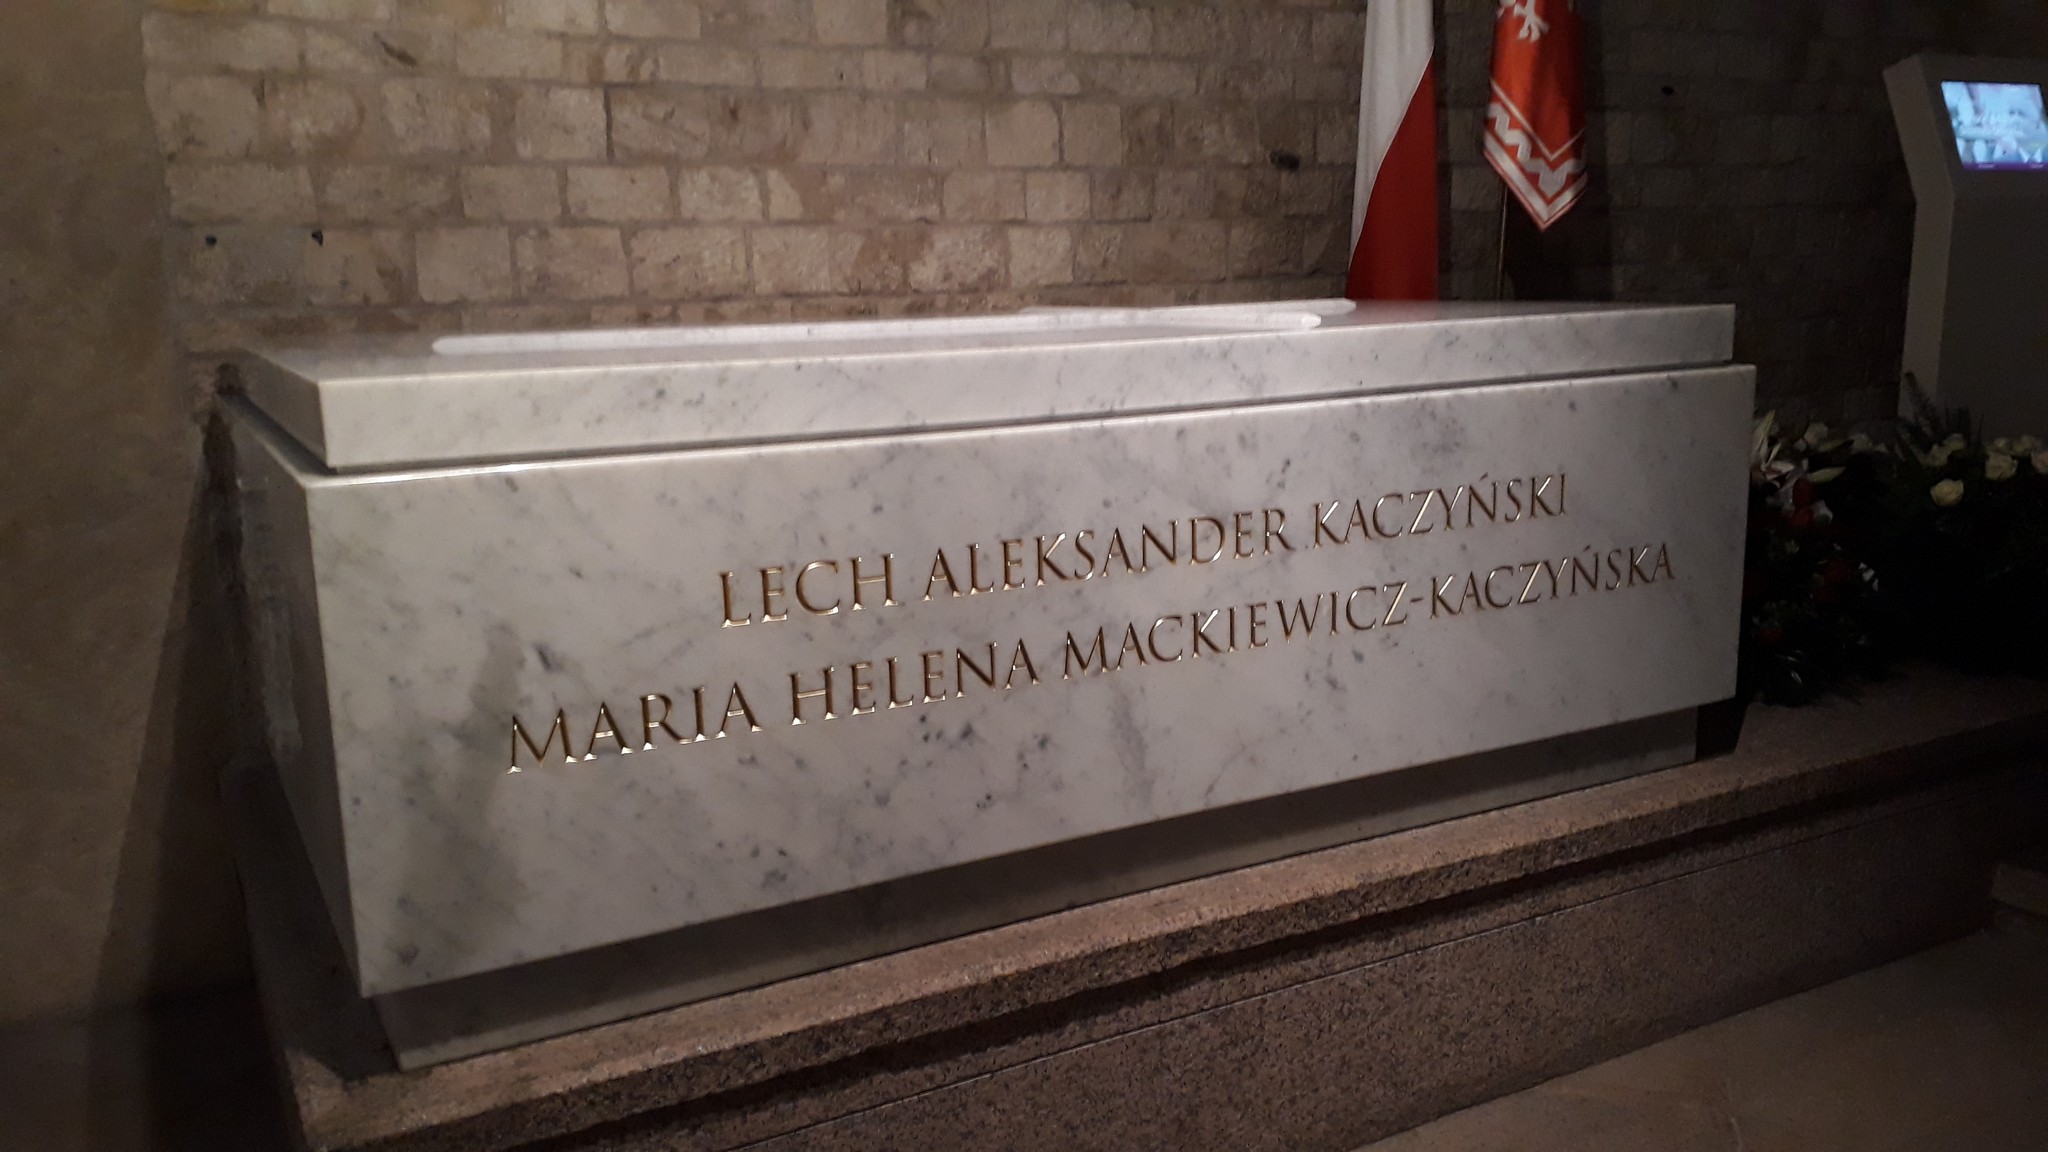 LECH ALEKSANDER KACZYŃSKI
MARIA HELENA MACKIEWICZ-KACZYŃSKA